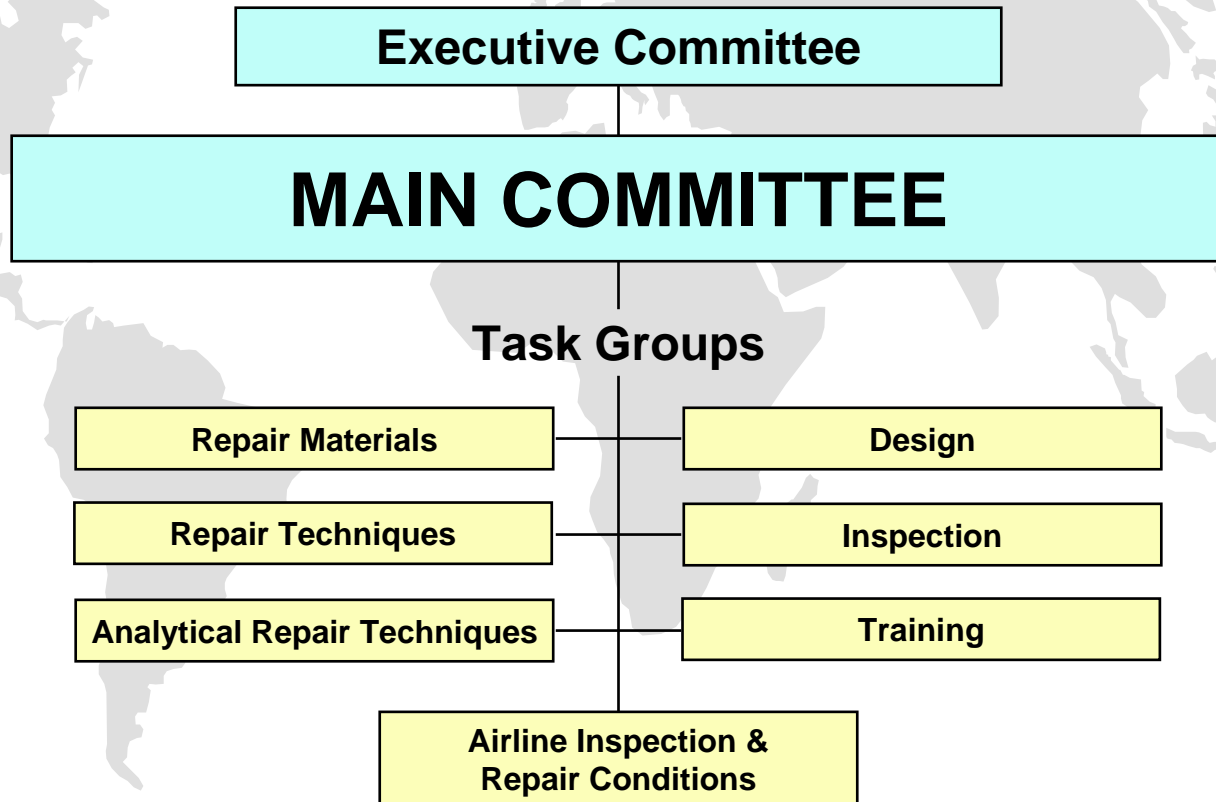 Executive Committee
MAIN COMMITTEE
Task Groups
Repair Materials
Design
Repair Techniques
Inspection
Analytical Repair Techniques
Training
Airline Inspection &
Repair Conditions